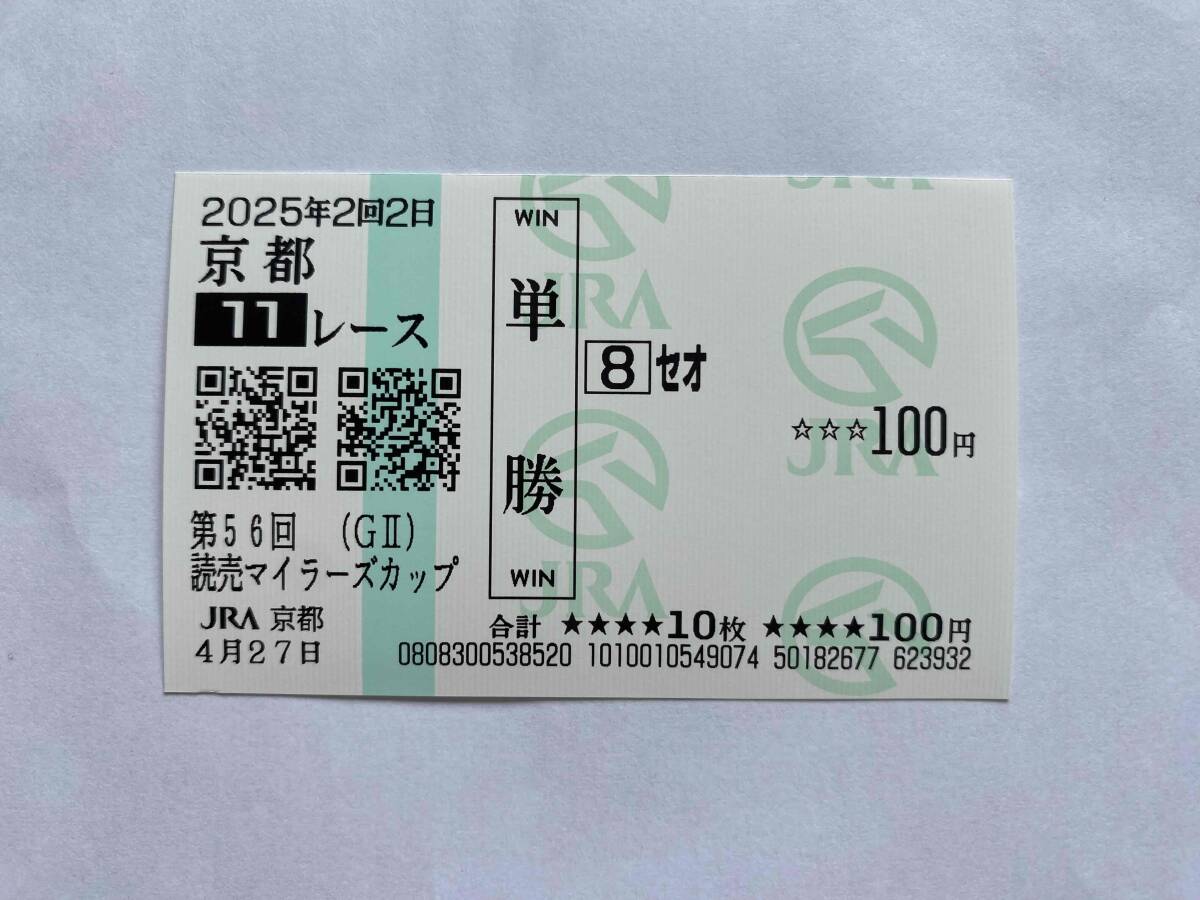 2025年2回2日
京都
11レース
第56回 (GⅡ)
読売マイラーズカップ
JRA 京都
4月27日
WIN
単勝
WIN
8 セオ
☆☆☆100円
合計 ★★★★10枚 ★★★★100円
0808300538520 1010010549074 50182677 623932
JRA
JRA
JRA
JRA
JRA